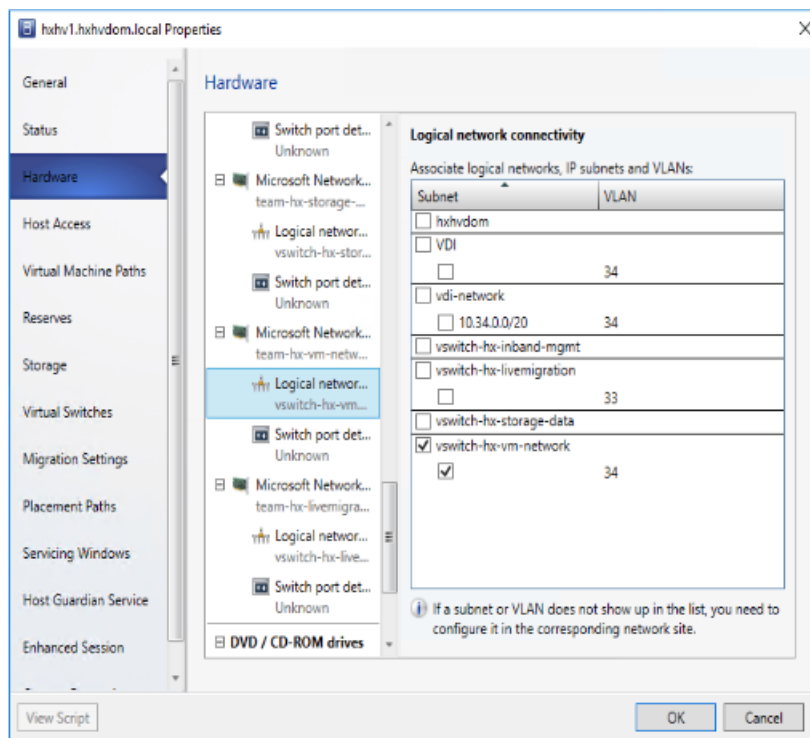 hxhv1.hxhvdom.local Properties
General
Status
Hardware
Host Access
Virtual Machine Paths
Reserves
Storage
Virtual Switches
Migration Settings
Placement Paths
Servicing Windows
Host Guardian Service
Enhanced Session
Hardware
Switch port det...
Unknown
Microsoft Network...
team-hx-storage-...
Logical networ...
vswitch-hx-stor...
Switch port det...
Unknown
Microsoft Network...
team-hx-vm-netw...
Logical networ...
vswitch-hx-vm...
Switch port det...
Unknown
Microsoft Network...
team-hx-livemigra...
Logical networ...
vswitch-hx-live...
Switch port det...
Unknown
DVD / CD-ROM drives
Logical network connectivity
Associate logical networks, IP subnets and VLANs:
Subnet VLAN
hxhvdom
VDI
34
vdi-network
10.34.0.0/20 34
vswitch-hx-inband-mgmt
vswitch-hx-livemigration
33
vswitch-hx-storage-data
vswitch-hx-vm-network
34
If a subnet or VLAN does not show up in the list, you need to
configure it in the corresponding network site.
View Script
OK
Cancel